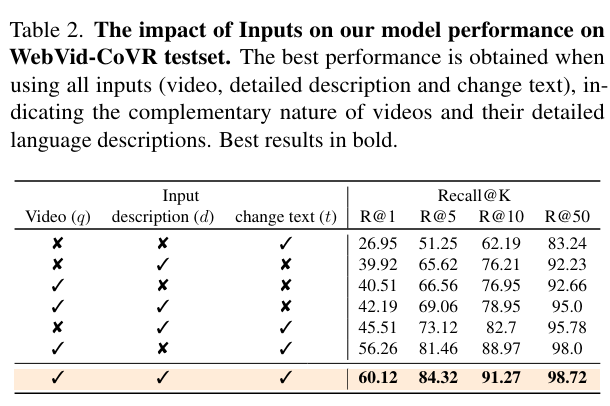 Table 2. The impact of Inputs on our model performance on
WebVid-CoVR testset. The best performance is obtained when
using all inputs (video, detailed description and change text), in-
dicating the complementary nature of videos and their detailed
language descriptions. Best results in bold.
Input Recall@K
Video (q) description (d) change text (t) R@1 R@5 R@10 R@50
✘ ✘ ✓ 26.95 51.25 62.19 83.24
✘ ✓ ✘ 39.92 65.62 76.21 92.23
✓ ✘ ✘ 40.51 66.56 76.95 92.66
✓ ✓ ✘ 42.19 69.06 78.95 95.0
✘ ✓ ✓ 45.51 73.12 82.7 95.78
✓ ✘ ✓ 56.26 81.46 88.97 98.0
✓ ✓ ✓ 60.12 84.32 91.27 98.72